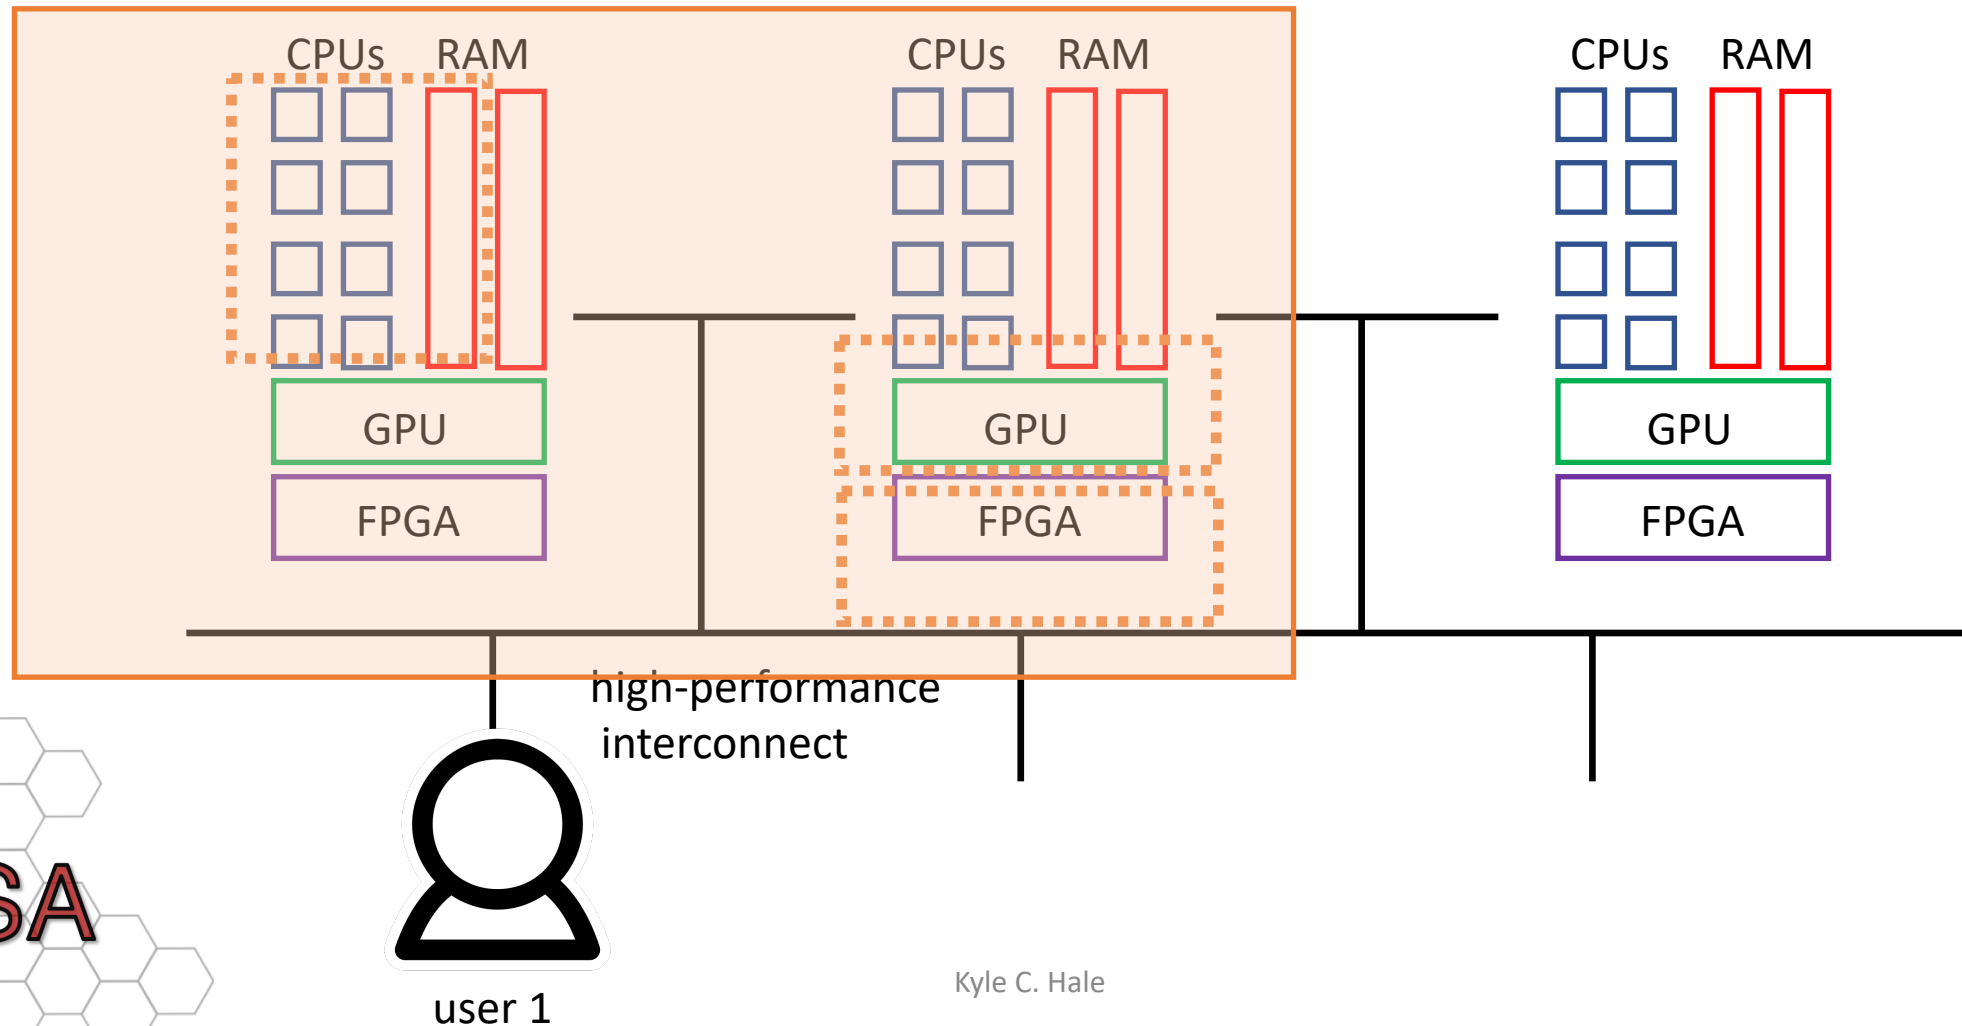 CPUs RAM CPUs RAM CPUs RAM
GPU GPU GPU
FPGA FPGA FPGA
high-performance
interconnect
SA
Kyle C. Hale
user 1